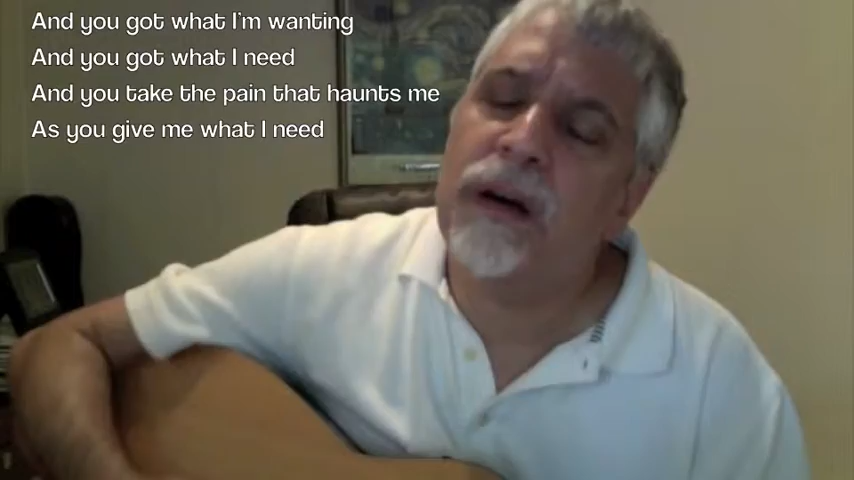 And you got what I'm wanting
And you got what I need
And you take the pain that haunts me
As you give me what I need